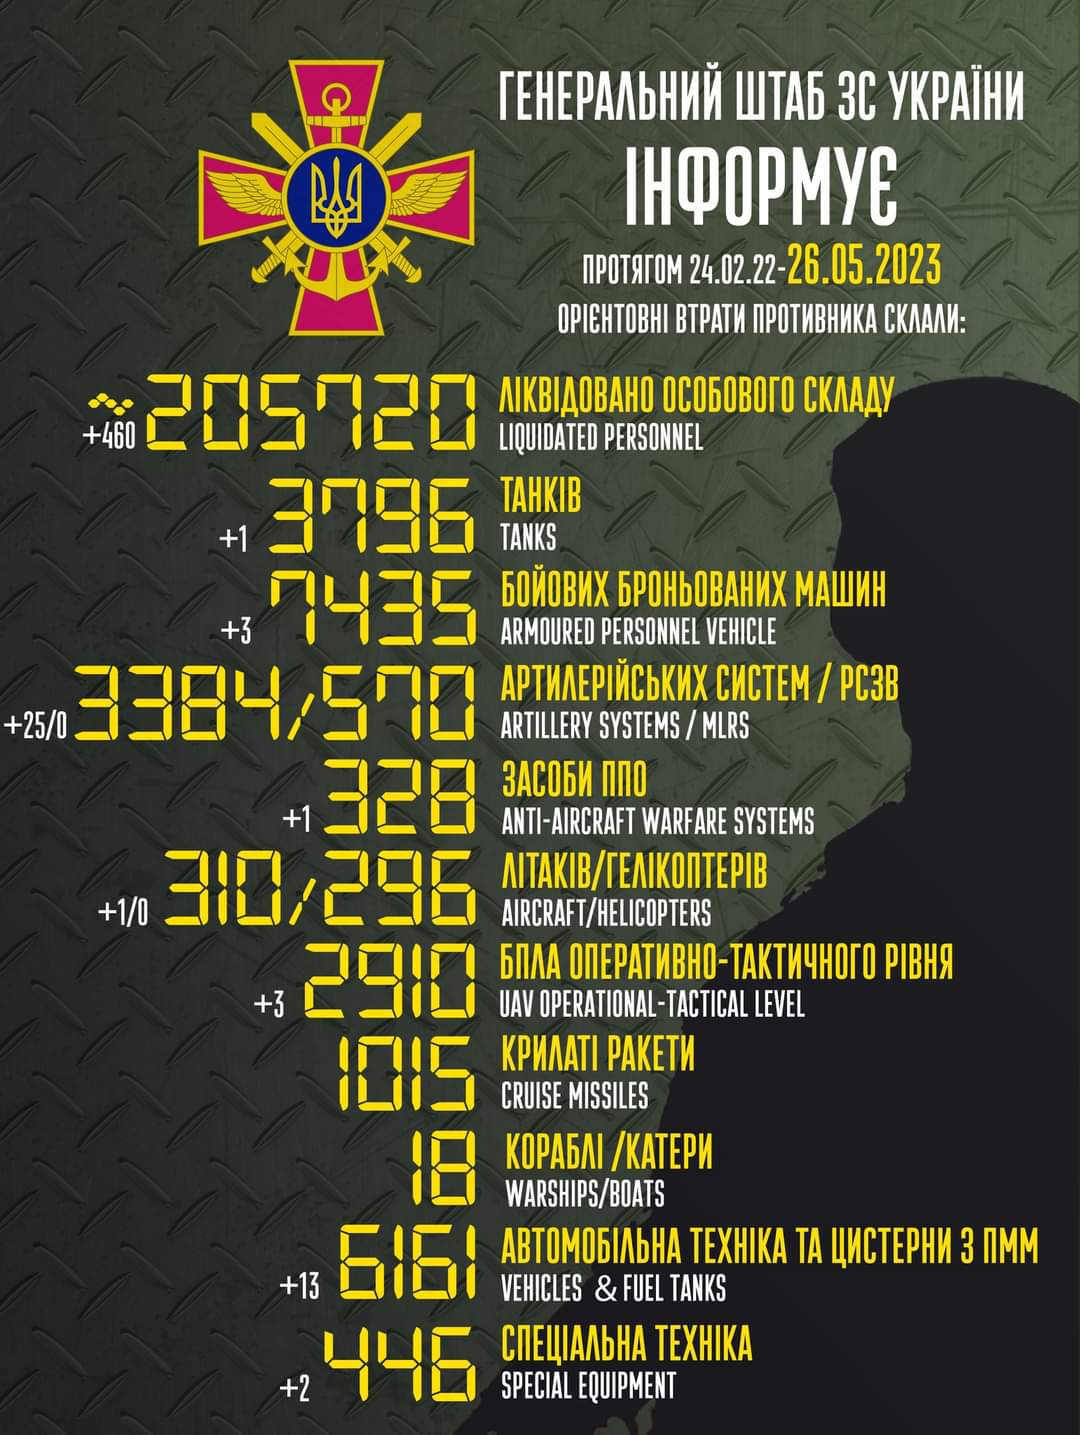 ГЕНЕРАЛЬНИЙ ШТАБ ЗС УКРАЇНИ
ІНФОРМУЄ
ПРОТЯГОМ 24.02.22-26.05.2023
ОРІЄНТОВНІ ВТРАТИ ПРОТИВНИКА СКЛАЛИ:
+460 ≈205720 ЛІКВІДОВАНО ОСОБОВОГО СКЛАДУ
LIQUIDATED PERSONNEL
+1 3796 ТАНКІВ
TANKS
+3 7435 БОЙОВИХ БРОНЬОВАНИХ МАШИН
ARMOURED PERSONNEL VEHICLE
+25/0 3384/570 АРТИЛЕРІЙСЬКИХ СИСТЕМ / РСЗВ
ARTILLERY SYSTEMS / MLRS
+1 328 ЗАСОБИ ППО
ANTI-AIRCRAFT WARFARE SYSTEMS
+1/0 310/296 ЛІТАКІВ/ГЕЛІКОПТЕРІВ
AIRCRAFT/HELICOPTERS
+3 2910 БПЛА ОПЕРАТИВНО-ТАКТИЧНОГО РІВНЯ
UAV OPERATIONAL-TACTICAL LEVEL
1015 КРИЛАТІ РАКЕТИ
CRUISE MISSILES
18 КОРАБЛІ /КАТЕРИ
WARSHIPS/BOATS
+13 6161 АВТОМОБІЛЬНА ТЕХНІКА ТА ЦИСТЕРНИ З ПММ
VEHICLES & FUEL TANKS
+2 446 СПЕЦІАЛЬНА ТЕХНІКА
SPECIAL EQUIPMENT